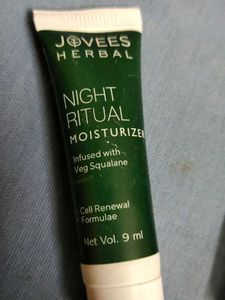 JOVEES
HERBAL
NIGHT
RITUAL
MOISTURIZER
Infused with
Veg Squalane
Cell Renewal
Formulae
Net Vol. 9 ml